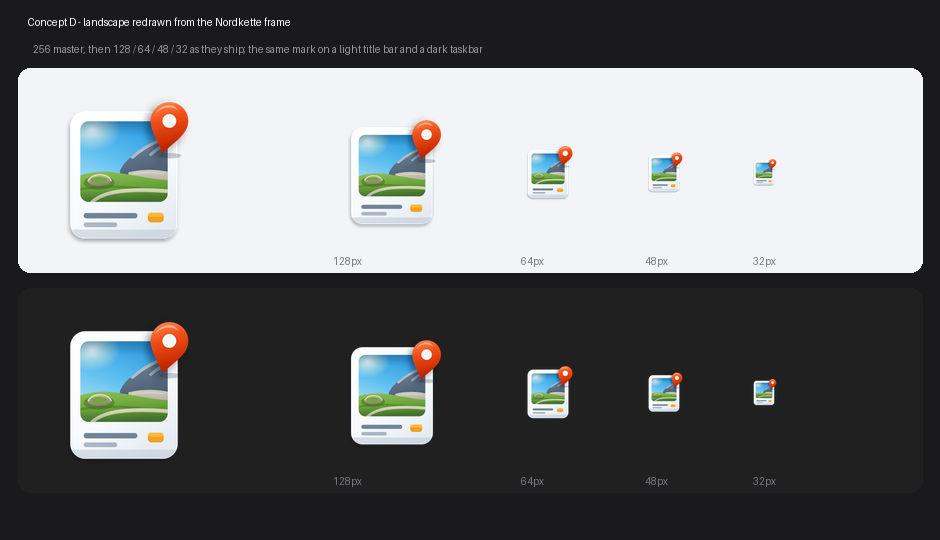 Concept D - landscape redrawn from the Nordkette frame
256 master, then 128 / 64 / 48 / 32 as they ship; the same mark on a light title bar and a dark taskbar
128px 64px 48px 32px
128px 64px 48px 32px